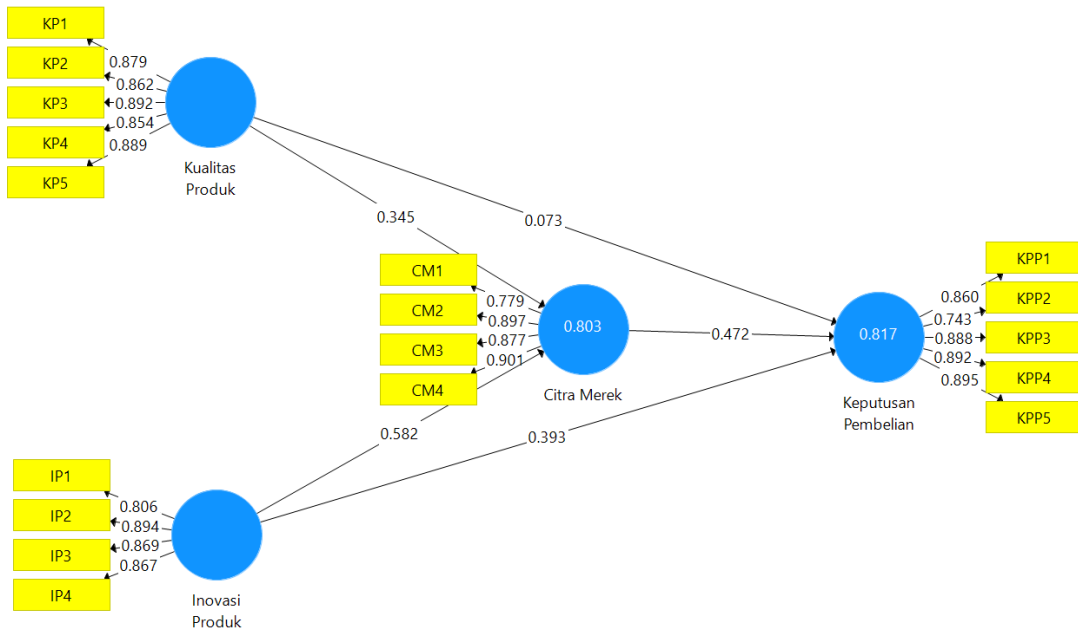 KP1
KP2
KP3
KP4
KP5
0.879
0.862
0.892
0.854
0.889
Kualitas
Produk
0.345
0.073
CM1
CM2
CM3
CM4
0.779
0.897
0.877
0.901
0.803
Citra Merek
0.472
0.817
Keputusan
Pembelian
0.860
0.743
0.888
0.892
0.895
KPP1
KPP2
KPP3
KPP4
KPP5
0.582
0.393
IP1
IP2
IP3
IP4
0.806
0.894
0.869
0.867
Inovasi
Produk